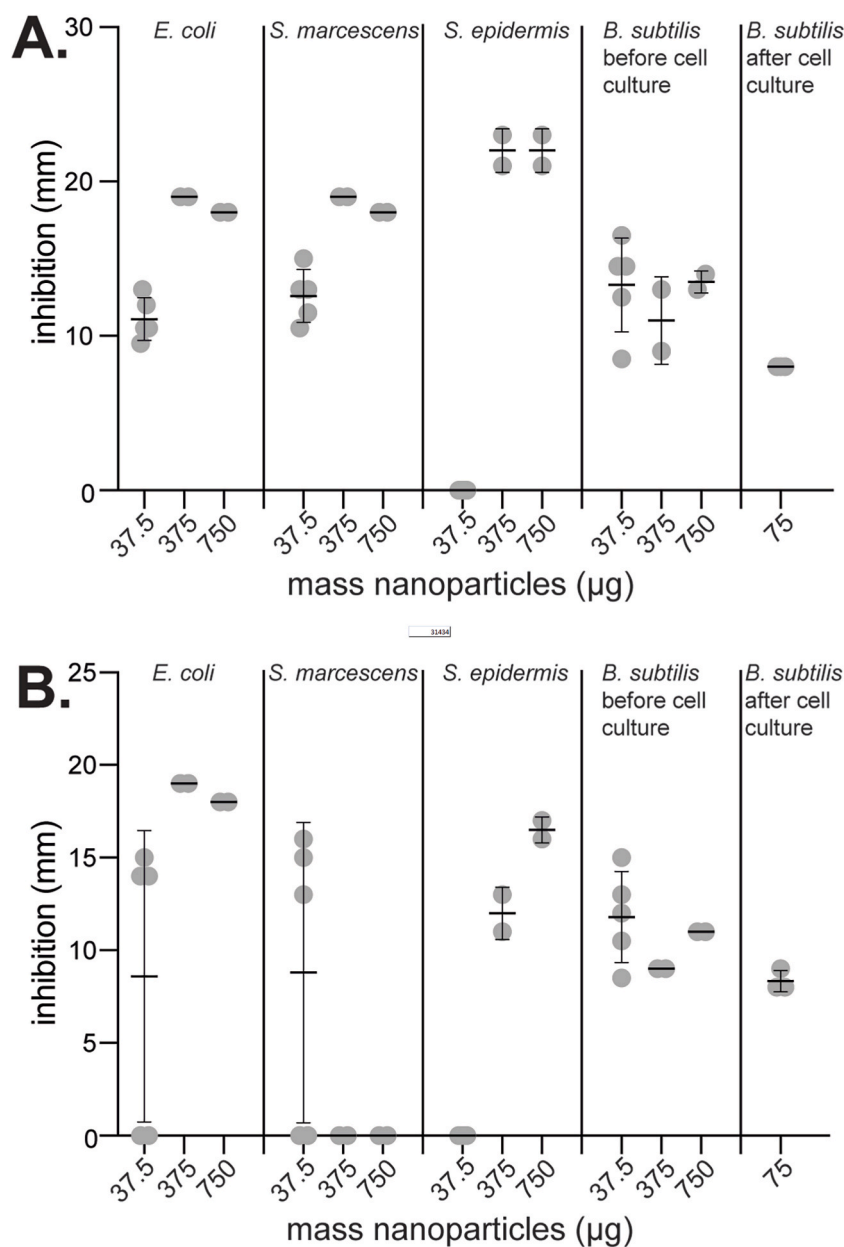 A.
E. coli
S. marcescens
S. epidermis
B. subtilis
before cell
culture
B. subtilis
after cell
culture
30
20
10
0
inhibition (mm)
37.5
375
750
37.5
375
750
37.5
375
750
37.5
375
750
75
mass nanoparticles (µg)
31434
B.
E. coli
S. marcescens
S. epidermis
B. subtilis
before cell
culture
B. subtilis
after cell
culture
25
20
15
10
5
0
inhibition (mm)
37.5
375
750
37.5
375
750
37.5
375
750
37.5
375
750
75
mass nanoparticles (µg)